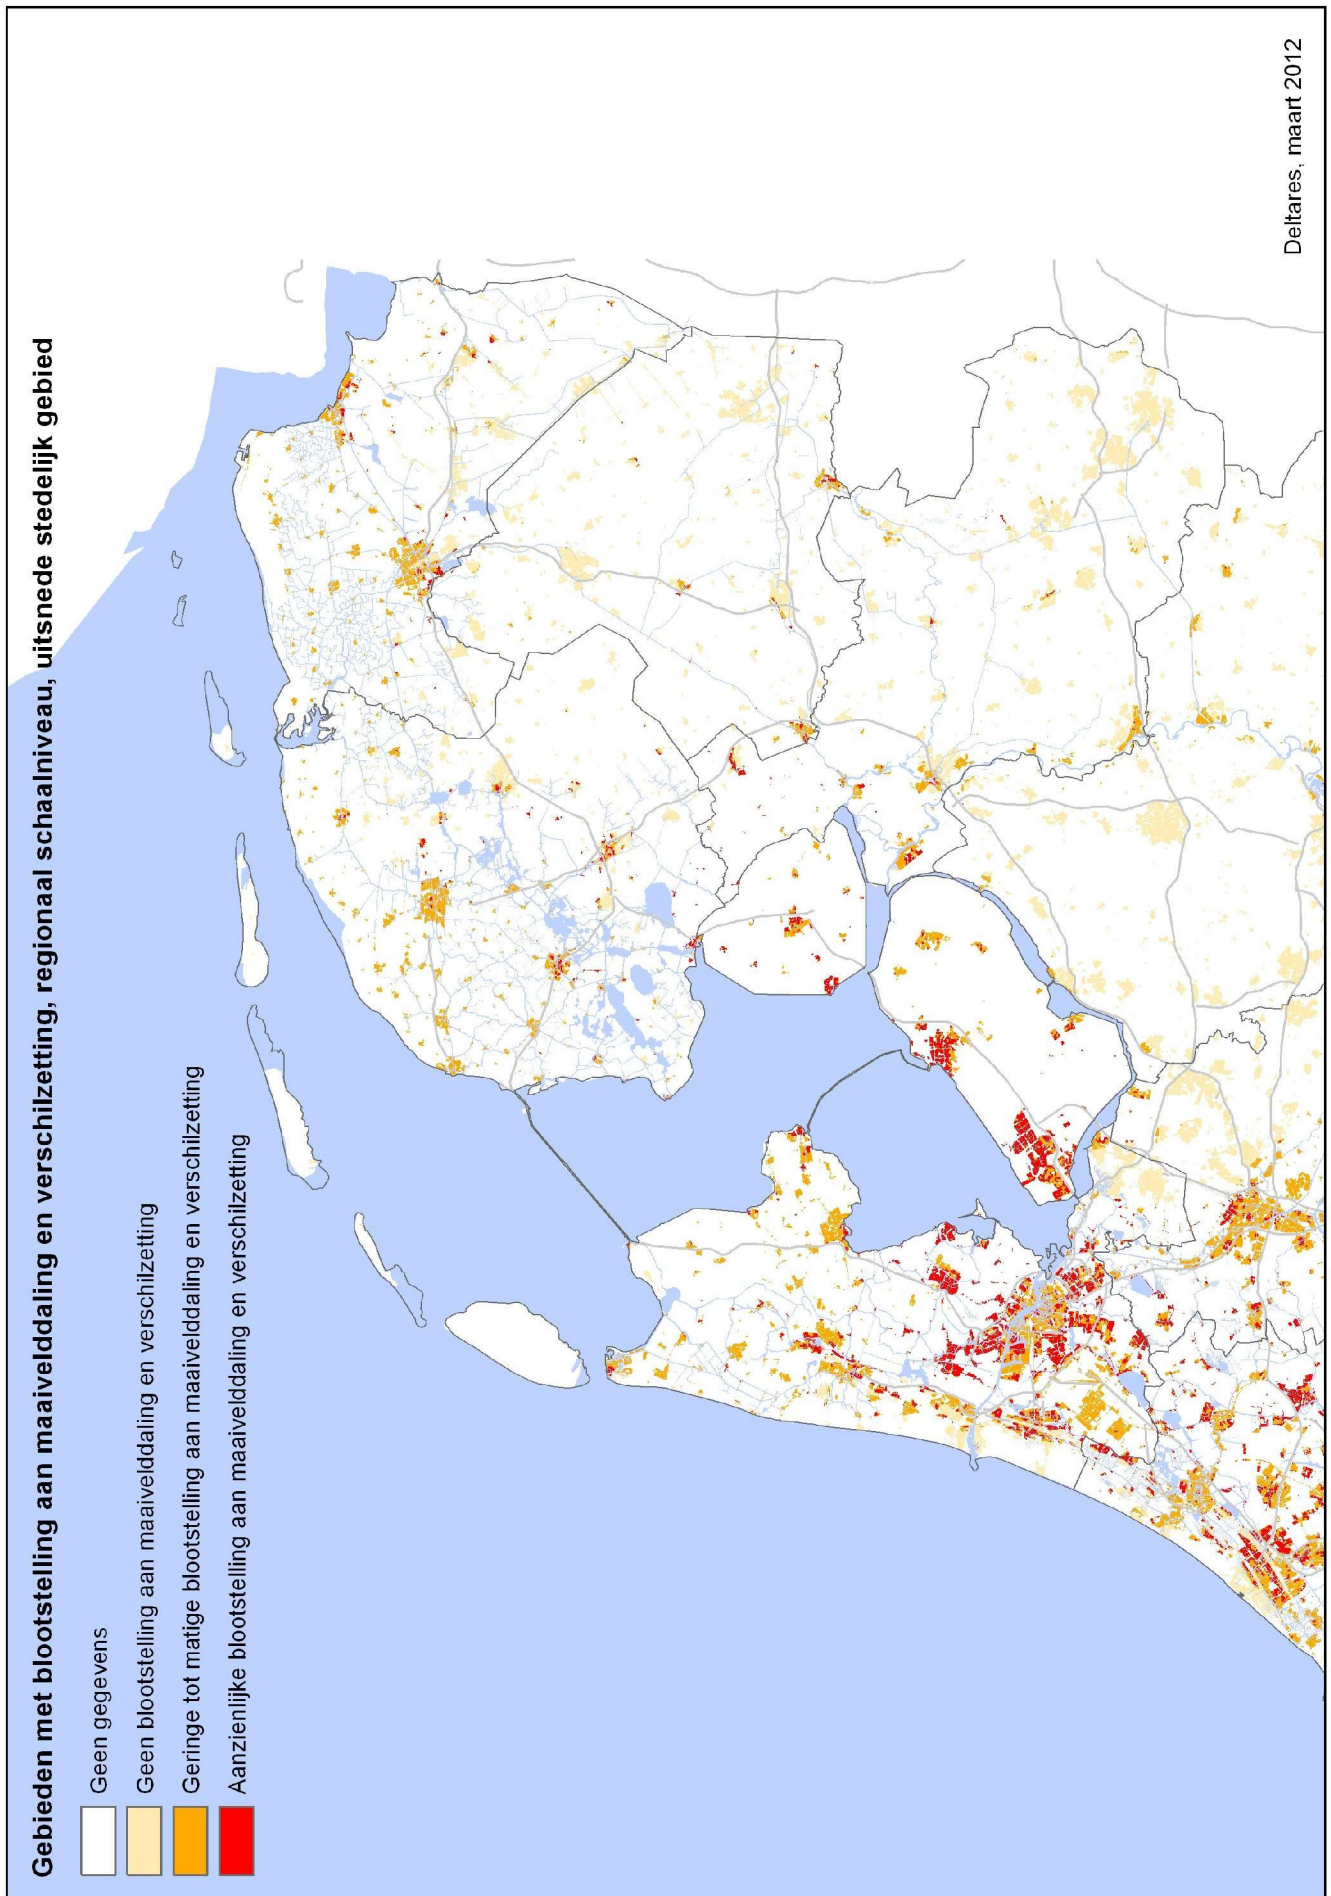 Gebieden met blootstelling aan maaivelddaling en verschilzetting, regionaal schaalniveau, uitsnede stedelijk gebied
Geen gegevens
Geen blootstelling aan maaivelddaling en verschilzetting
Geringe tot matige blootstelling aan maaivelddaling en verschilzetting
Aanzienlijke blootstelling aan maaivelddaling en verschilzetting
Deltares, maart 2012